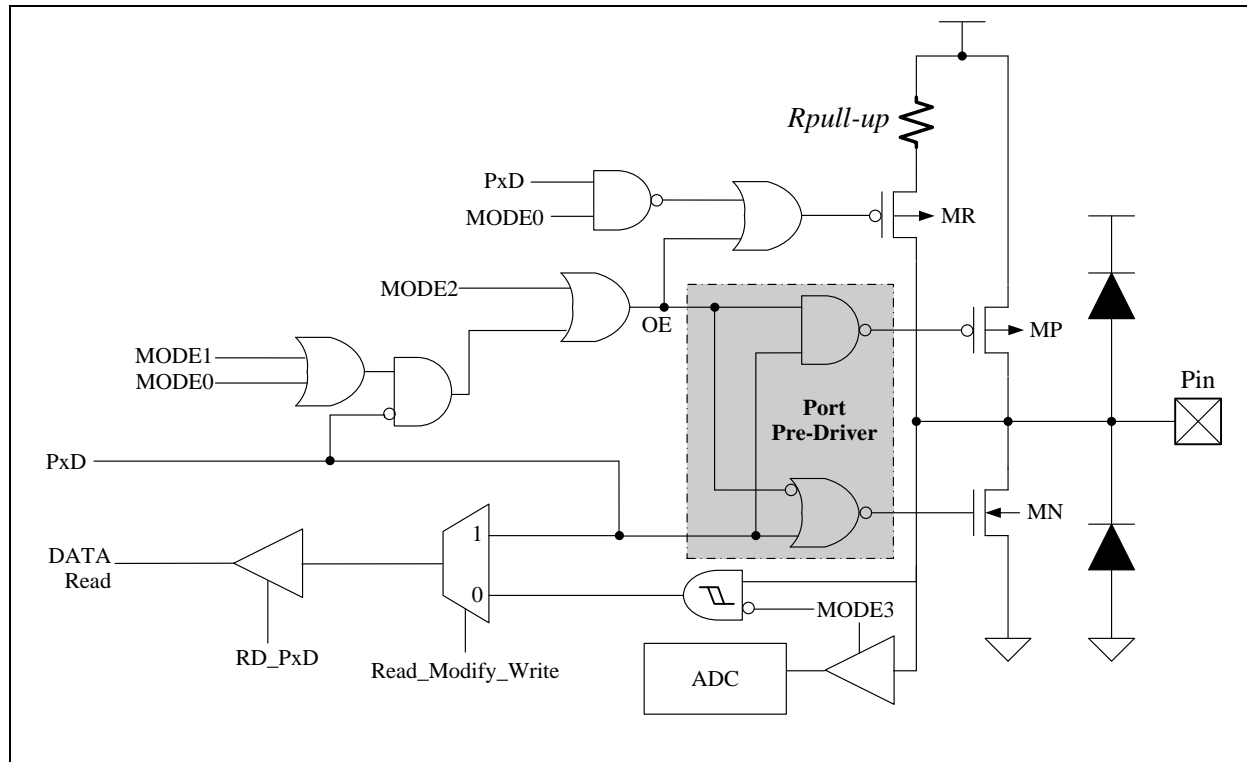 Rpull-up
PxD
MODE0
MR
MODE2
OE
MP
MODE1
MODE0
Pin
Port
Pre-Driver
PxD
MN
1
DATA
Read
0
MODE3
RD_PxD
Read_Modify_Write
ADC